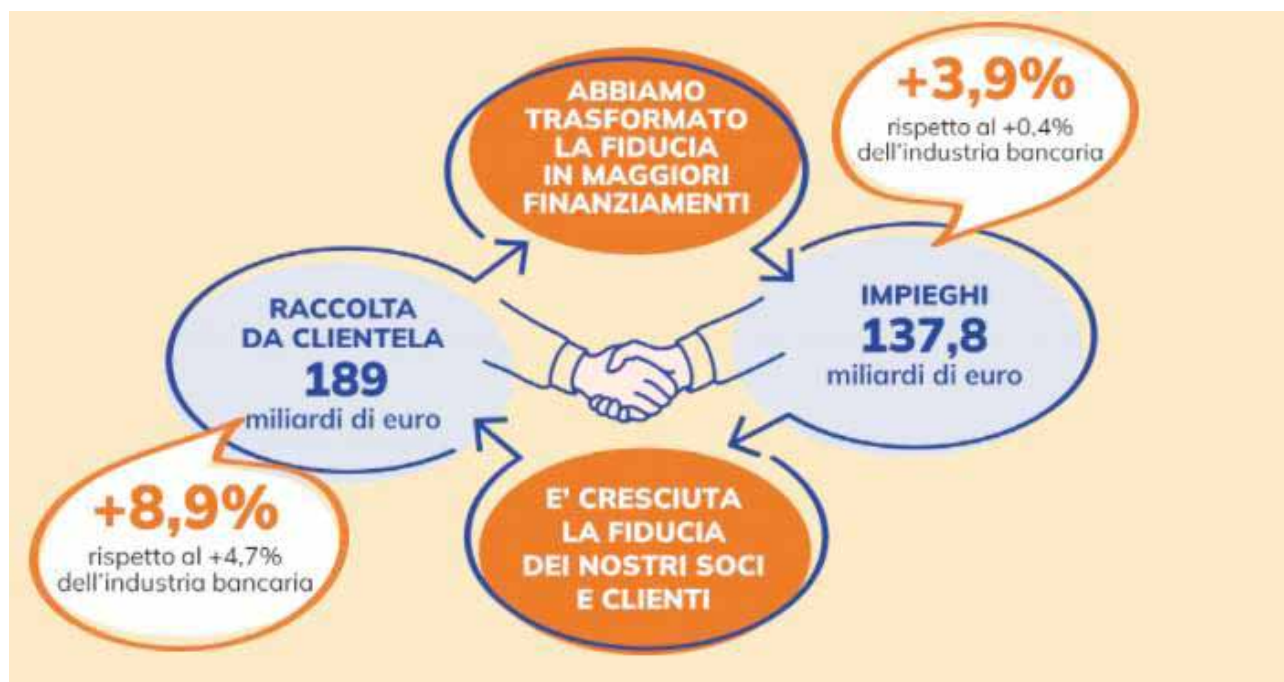 ABBIAMO
TRASFORMATO
LA FIDUCIA
IN MAGGIORI
FINANZIAMENTI
+3,9%
rispetto al +0,4%
dell'industria bancaria
RACCOLTA
DA CLIENTELA
189
miliardi di euro
IMPIEGHI
137,8
miliardi di euro
+8,9%
rispetto al +4,7%
dell'industria bancaria
E' CRESCIUTA
LA FIDUCIA
DEI NOSTRI SOCI
E CLIENTI